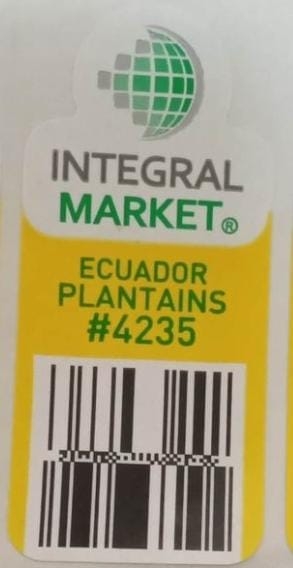 INTEGRAL
MARKET®
ECUADOR
PLANTAINS
#4235